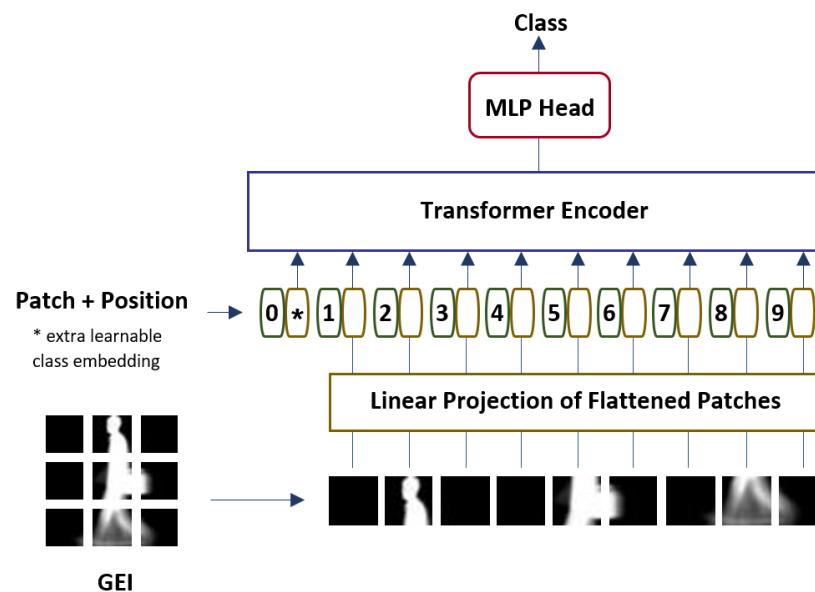 Class
MLP Head
Transformer Encoder
Patch + Position
* extra learnable
class embedding
0 * 1 2 3 4 5 6 7 8 9
Linear Projection of Flattened Patches
GEI